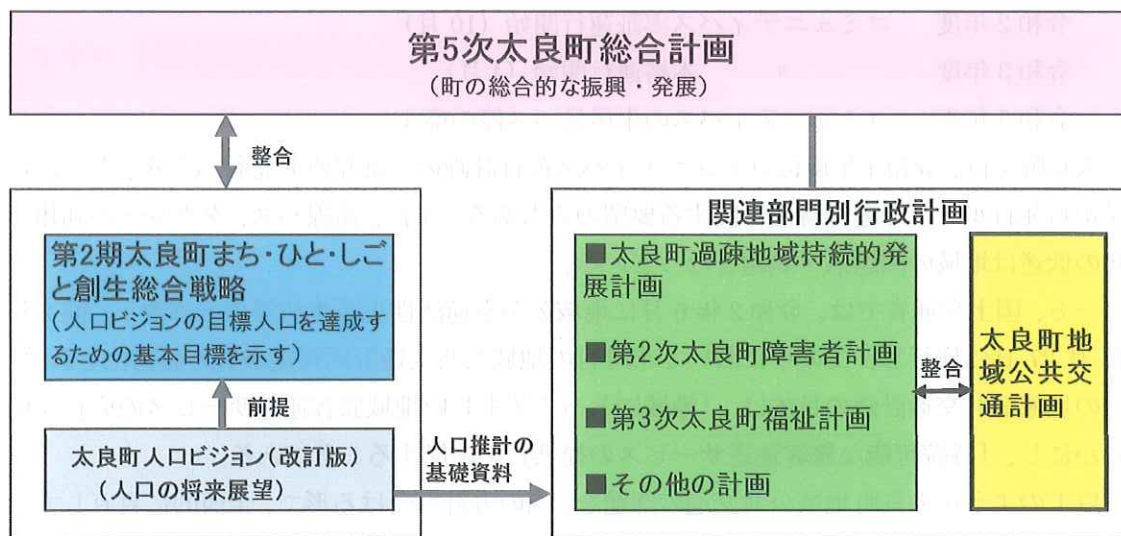 第5次太良町総合計画
(町の総合的な振興・発展)
整合
関連部門別行政計画
第2期太良町まち・ひと・しご
と創生総合戦略
(人口ビジョンの目標人口を達成す
るための基本目標を示す)
前提
太良町人口ビジョン(改訂版)
(人口の将来展望)
人口推計の
基礎資料
■太良町過疎地域持続的発
展計画
■第2次太良町障害者計画
■第3次太良町福祉計画
■その他の計画
整合
太良町地
域公共交
通計画